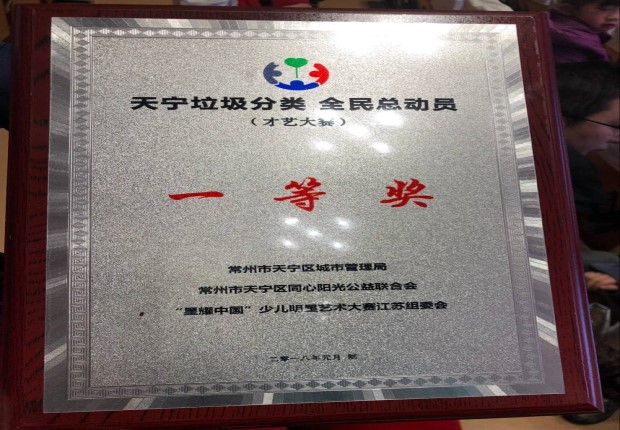 天宁垃圾分类 全民总动员
（才艺大赛）
一等奖
常州市天宁区城市管理局
常州市天宁区同心阳光公益联合会
“星耀中国”少儿明星艺术大赛江苏组委会
二零一八年元月 制